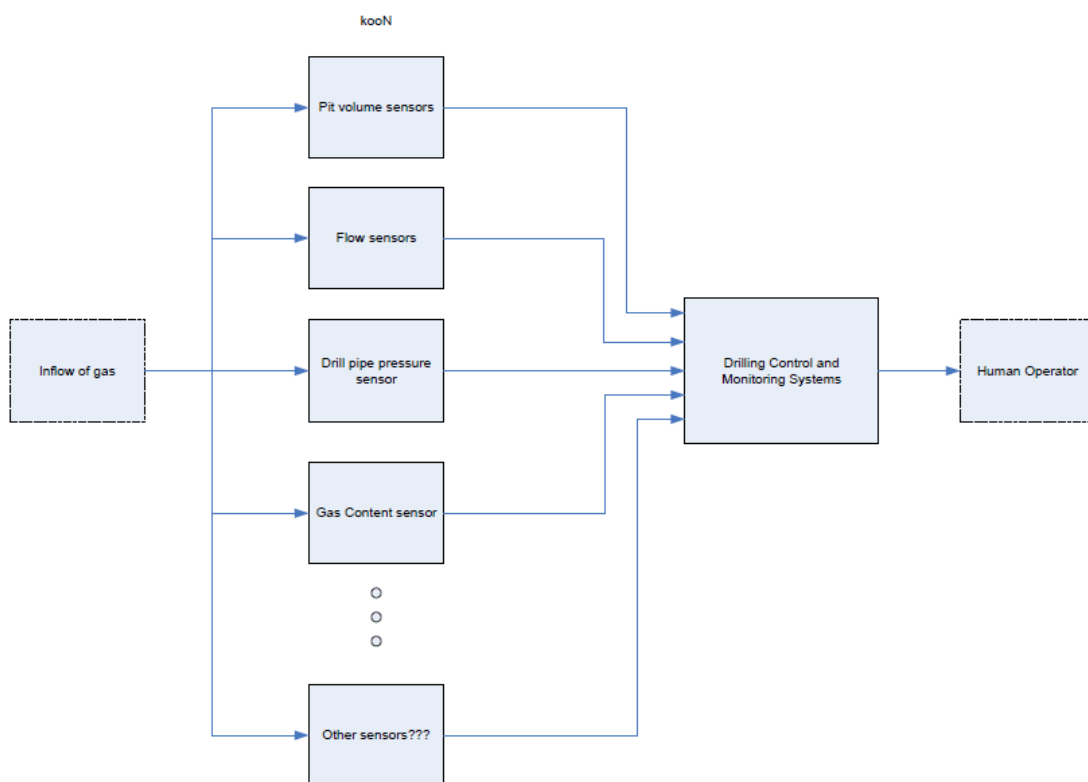 kooN
Pit volume sensors
Flow sensors
Inflow of gas
Drill pipe pressure
sensor
Drilling Control and
Monitoring Systems
Human Operator
Gas Content sensor
Other sensors???